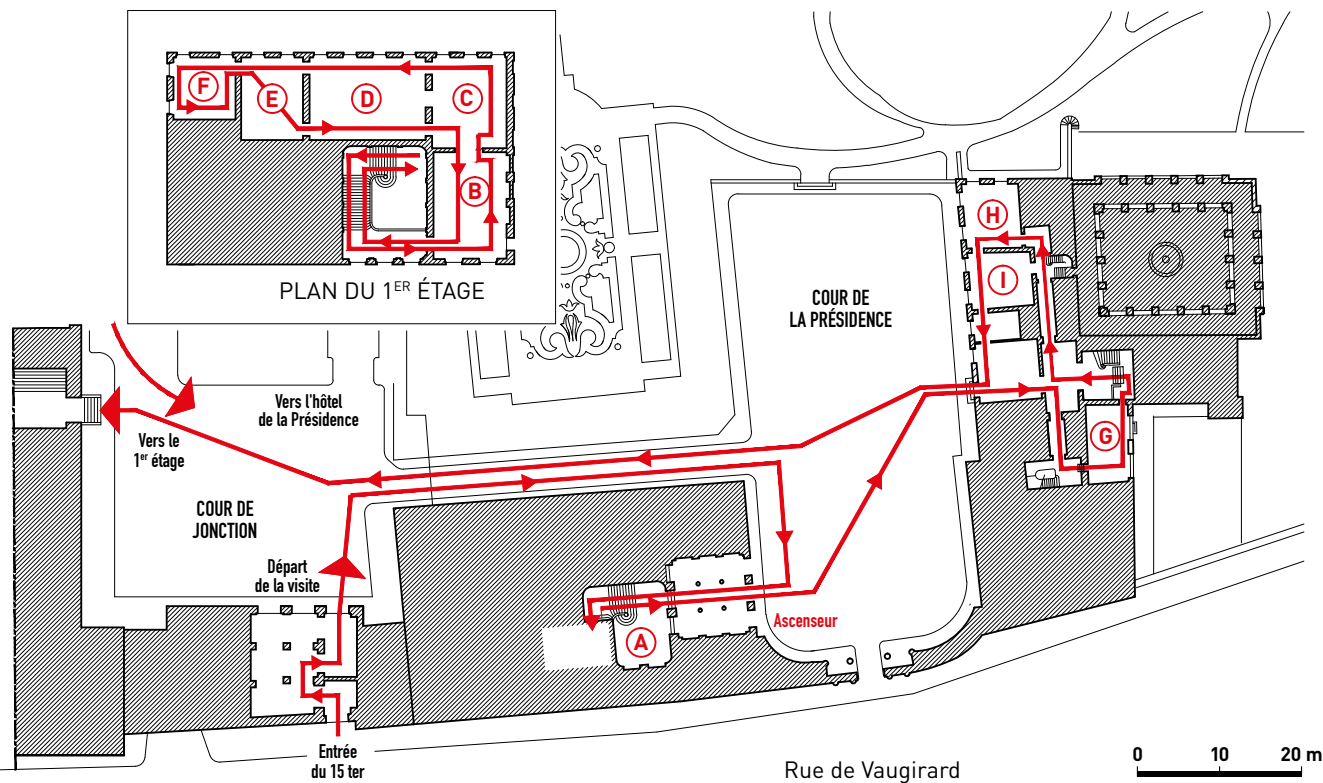 F
E
D
C
B
PLAN DU 1ER ÉTAGE
H
I
G
COUR DE
LA PRÉSIDENCE
Vers l'hôtel
de la Présidence
Vers le
1er étage
COUR DE
JONCTION
Départ
de la visite
A
Ascenseur
Entrée
du 15 ter
Rue de Vaugirard
0 10 20 m